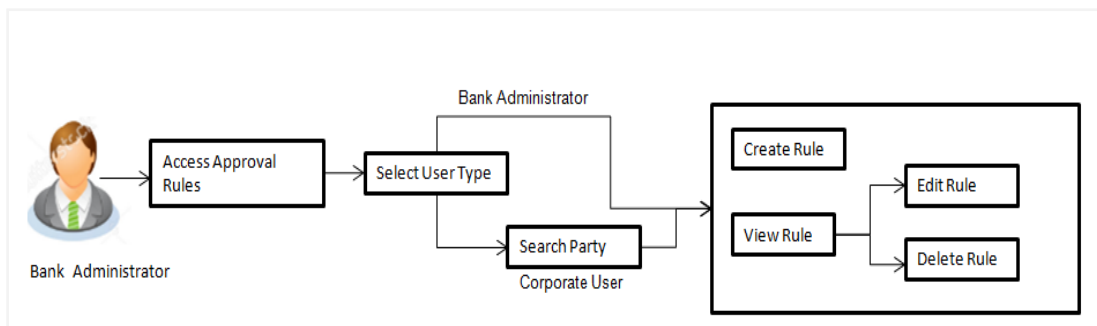 Bank Administrator
Access Approval
Rules
Select User Type
Bank Administrator
Search Party
Corporate User
Create Rule
View Rule
Edit Rule
Delete Rule